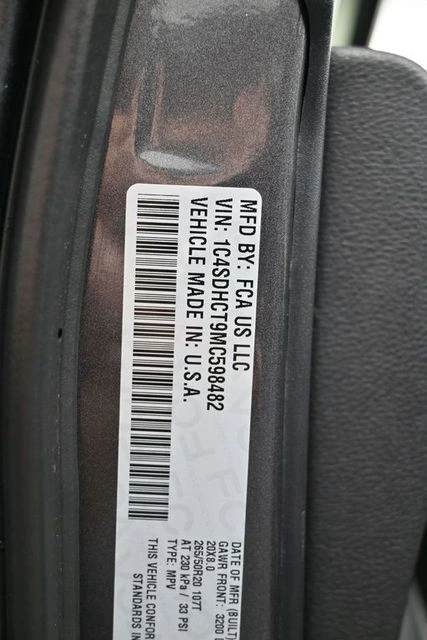 MFD BY: FCA US LLC
VIN: 1C4SDHCT9MC598482
VEHICLE MADE IN: U.S.A.
DATE OF MFR (BUILT)
GAWR FRONT: 3200 L
20X8.0
265/50R20 107T
AT 230 kPa / 33 PSI
TYPE: MPV
THIS VEHICLE CONFOR
STANDARDS IN